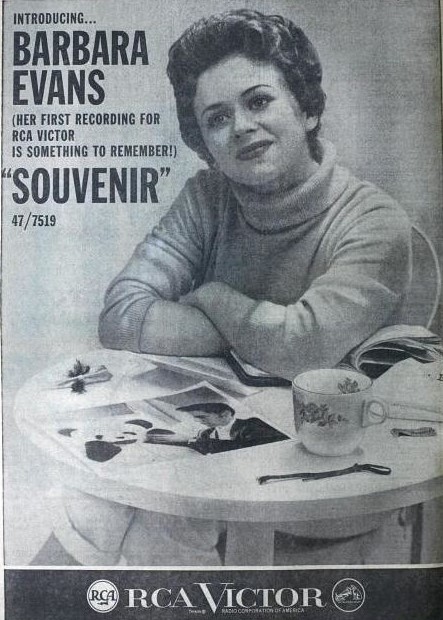 INTRODUCING...
BARBARA
EVANS
(HER FIRST RECORDING FOR
RCA VICTOR
IS SOMETHING TO REMEMBER!)
"SOUVENIR"
47/7519
RCA RCA VICTOR
RADIO CORPORATION OF AMERICA